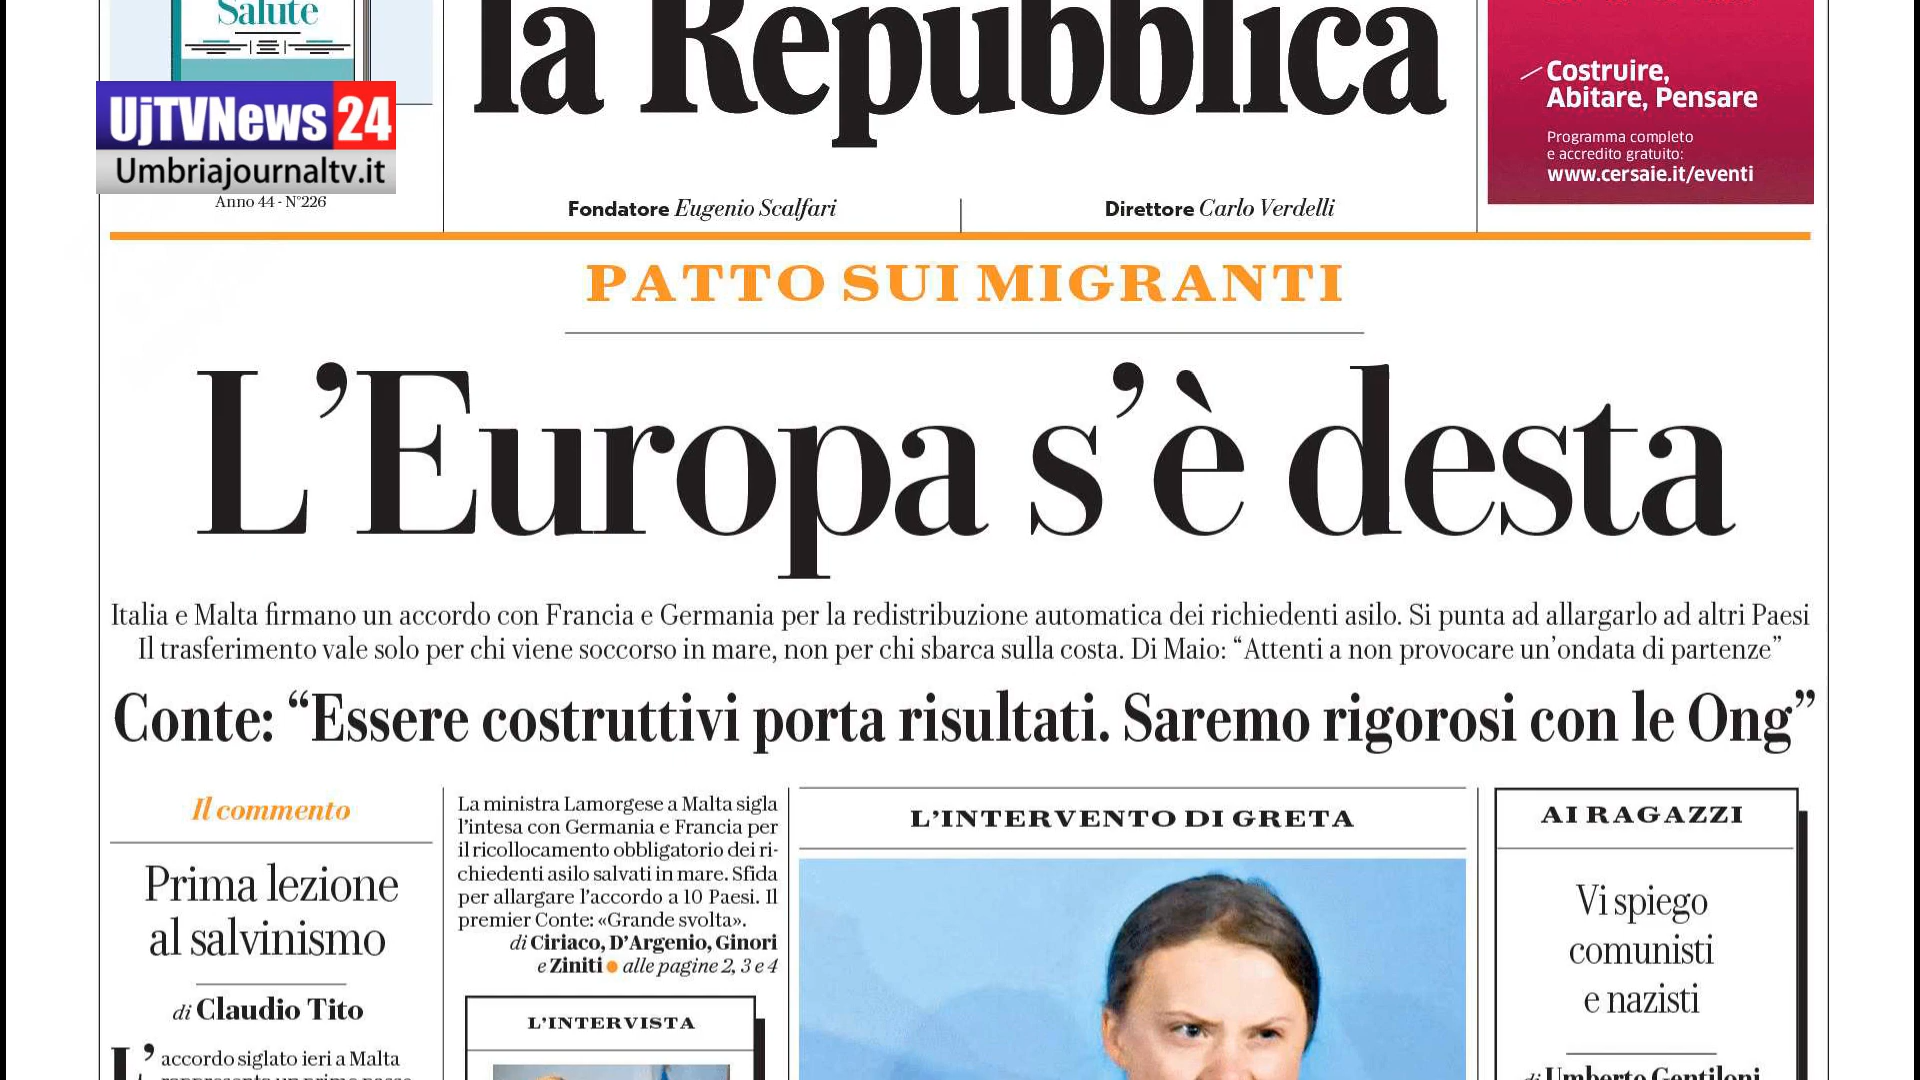 Salute
la Repubblica
Costruire,
Abitare, Pensare
Programma completo
e accredito gratuito:
www.cersaie.it/eventi
UjTVNews 24
Umbriajournaltv.it
Anno 44 - N°226
Fondatore Eugenio Scalfari
Direttore Carlo Verdelli
PATTO SUI MIGRANTI
L'Europa s'è desta
Italia e Malta firmano un accordo con Francia e Germania per la redistribuzione automatica dei richiedenti asilo. Si punta ad allargarlo ad altri Paesi
Il trasferimento vale solo per chi viene soccorso in mare, non per chi sbarca sulla costa. Di Maio: “Attenti a non provocare un'ondata di partenze”
Conte: “Essere costruttivi porta risultati. Saremo rigorosi con le Ong”
Il commento
Prima lezione
al salvinismo
di Claudio Tito
L’accordo siglato ieri a Malta
La ministra Lamorgese a Malta sigla
l'intesa con Germania e Francia per
il ricollocamento obbligatorio dei ri-
chiedenti asilo salvati in mare. Sfida
per allargare l'accordo a 10 Paesi. Il
premier Conte: «Grande svolta».
di Ciriaco, D'Argenio, Ginori
e Ziniti ● alle pagine 2, 3 e 4
L'INTERVISTA
L'INTERVENTO DI GRETA
AI RAGAZZI
Vi spiego
comunisti
e nazisti
di Umberto Gentiloni